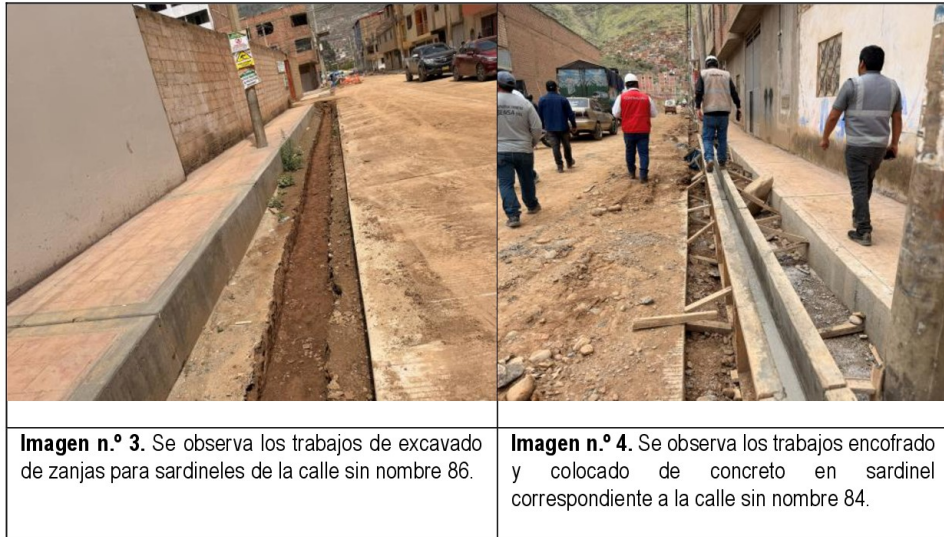 Imagen n.º 3. Se observa los trabajos de excavado
de zanjas para sardineles de la calle sin nombre 86.
Imagen n.º 4. Se observa los trabajos encofrado
y colocado de concreto en sardinel
correspondiente a la calle sin nombre 84.